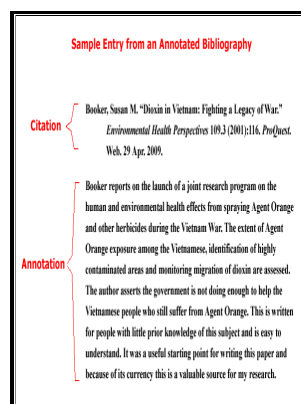 Sample Entry from an Annotated Bibliography
Citation
Booker, Susan M. “Dioxin in Vietnam: Fighting a Legacy of War.”
Environmental Health Perspectives 109.3 (2001):116. ProQuest.
Web. 29 Apr. 2009.
Annotation
Booker reports on the launch of a joint research program on the
human and environmental health effects from spraying Agent Orange
and other herbicides during the Vietnam War. The extent of Agent
Orange exposure among the Vietnamese, identification of highly
contaminated areas and monitoring migration of dioxin are assessed.
The author asserts the government is not doing enough to help the
Vietnamese people who still suffer from Agent Orange. This is written
for people with little prior knowledge of this subject and is easy to
understand. It was a useful starting point for writing this paper and
because of its currency this is a valuable source for my research.